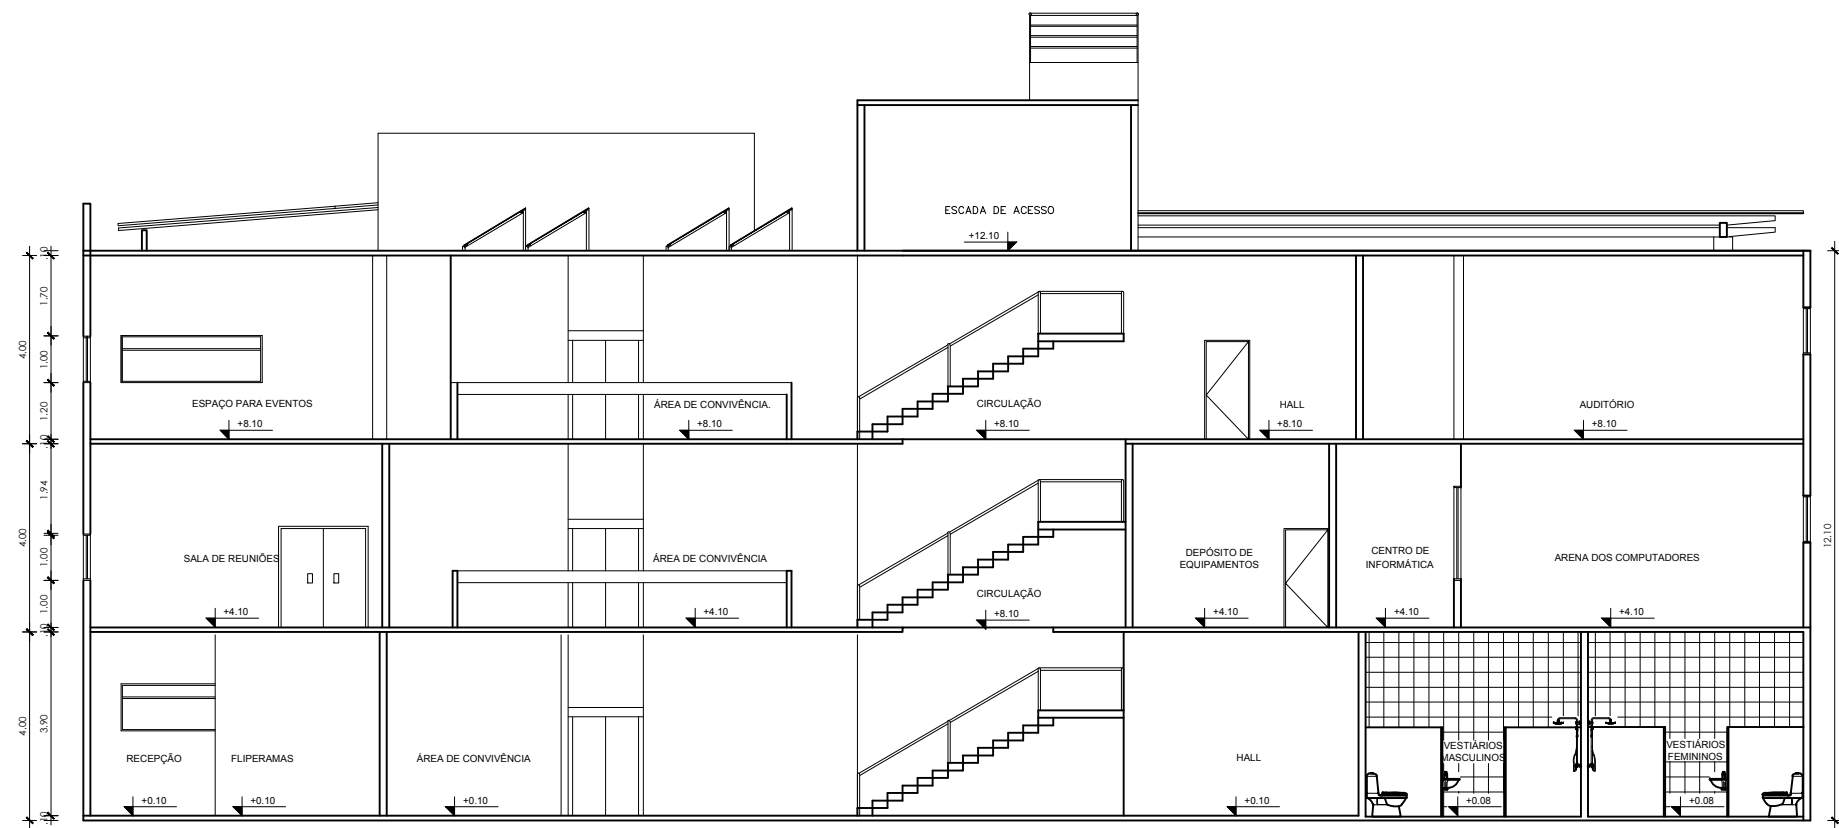 ESCADA DE ACESSO
+12.10
ESPAÇO PARA EVENTOS
+8.10
ÁREA DE CONVIVÊNCIA.
+8.10
CIRCULAÇÃO
+8.10
HALL
+8.10
AUDITÓRIO
+8.10
SALA DE REUNIÕES
+4.10
ÁREA DE CONVIVÊNCIA
+4.10
CIRCULAÇÃO
+8.10
DEPÓSITO DE
EQUIPAMENTOS
+4.10
CENTRO DE
INFORMÁTICA
+4.10
ARENA DOS COMPUTADORES
+4.10
RECEPÇÃO
+0.10
FLIPERAMAS
+0.10
ÁREA DE CONVIVÊNCIA
+0.10
HALL
+0.10
VESTIÁRIOS
MASCULINOS
+0.08
VESTIÁRIOS
FEMININOS
+0.08
4.00
4.00
4.00
1.70
1.00
1.20
1.94
1.00
1.00
3.90
.10
12.10